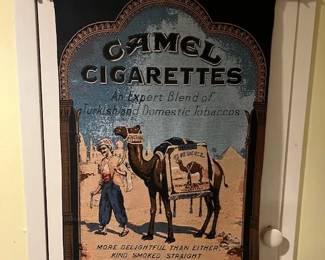 CAMEL
CIGARETTES
An Expert Blend of
Turkish and Domestic Tobaccos
MORE DELIGHTFUL THAN EITHER
KIND SMOKED STRAIGHT